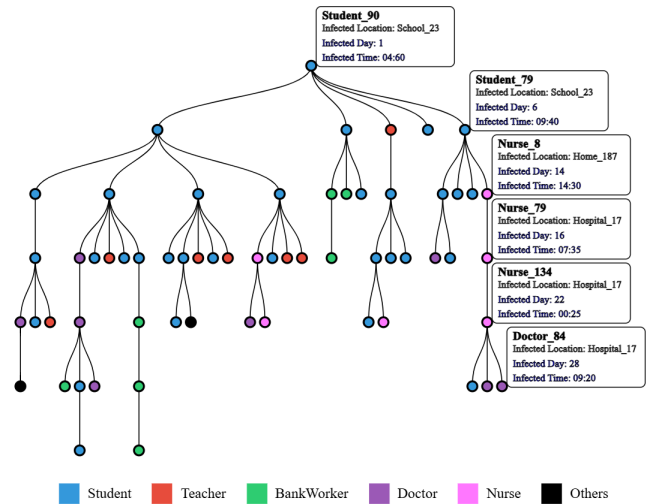 Student_90
Infected Location: School_23
Infected Day: 1
Infected Time: 04:60
Student_79
Infected Location: School_23
Infected Day: 6
Infected Time: 09:40
Nurse_8
Infected Location: Home_187
Infected Day: 14
Infected Time: 14:30
Nurse_79
Infected Location: Hospital_17
Infected Day: 16
Infected Time: 07:35
Nurse_134
Infected Location: Hospital_17
Infected Day: 22
Infected Time: 00:25
Doctor_84
Infected Location: Hospital_17
Infected Day: 28
Infected Time: 09:20
Student Teacher BankWorker Doctor Nurse Others